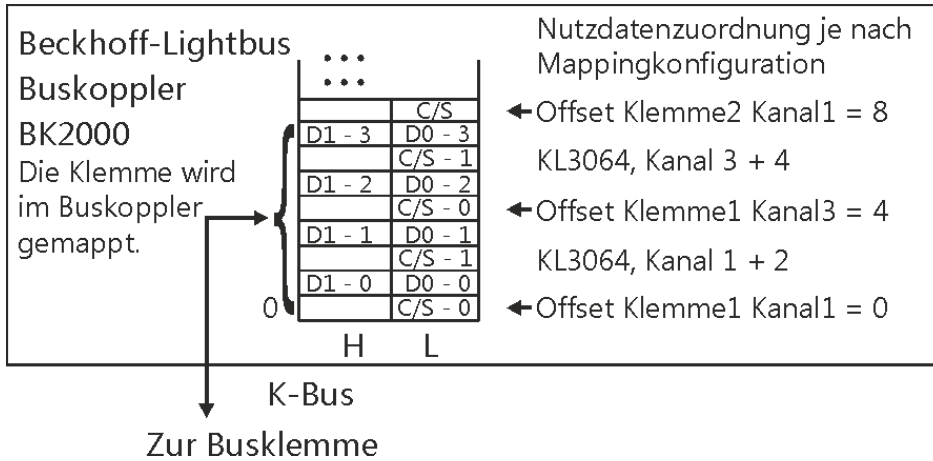 Beckhoff-Lightbus
Buskoppler
BK2000
Die Klemme wird
im Buskoppler
gemappt.
Nutzdatenzuordnung je nach
Mappingkonfiguration
C/S
D1 - 3 D0 - 3
C/S - 1
D1 - 2 D0 - 2
C/S - 0
D1 - 1 D0 - 1
C/S - 1
D1 - 0 D0 - 0
0 C/S - 0
H L
Offset Klemme2 Kanal1 = 8
KL3064, Kanal 3 + 4
Offset Klemme1 Kanal3 = 4
KL3064, Kanal 1 + 2
Offset Klemme1 Kanal1 = 0
K-Bus
Zur Busklemme